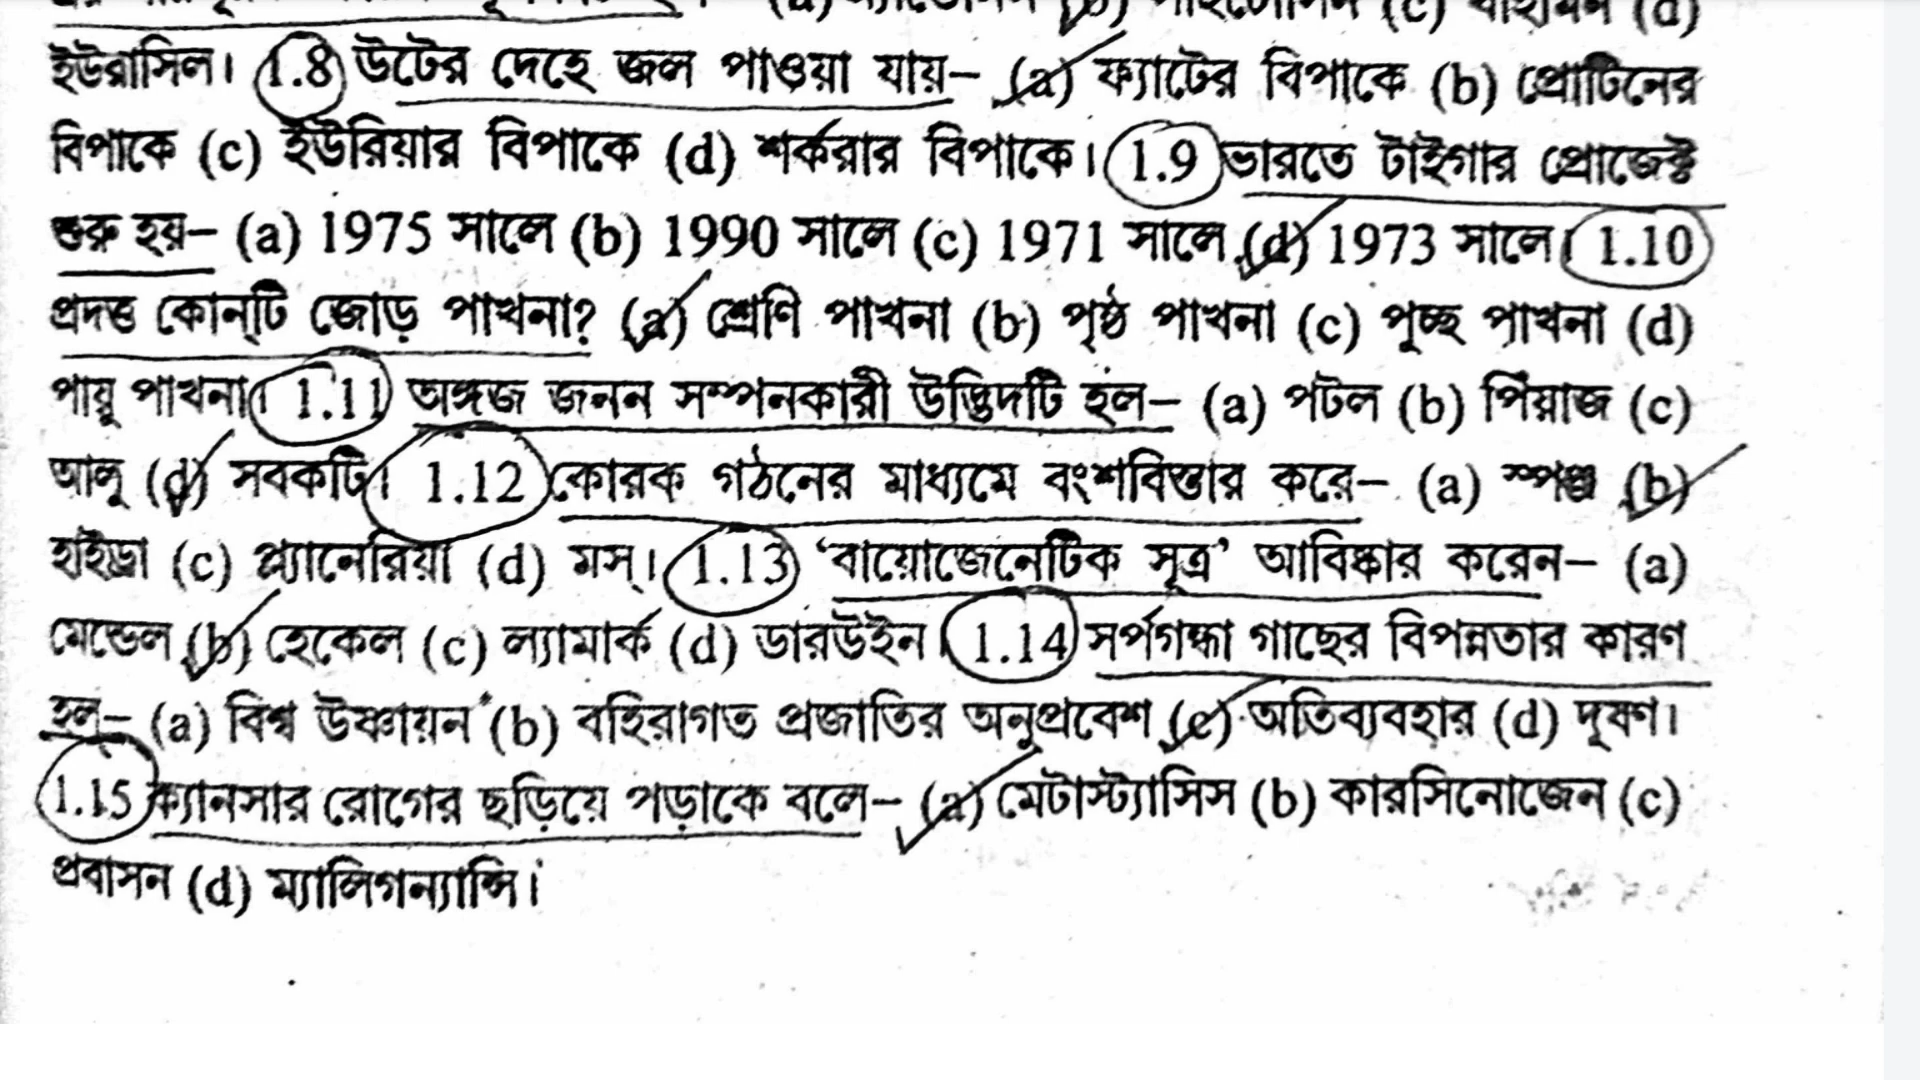 (c) বাইসন (d)
ইউরাসিল। 1.8 উটের দেহে জল পাওয়া যায়– (a) ফ্যাটের বিপাকে (b) প্রোটিনের
বিপাকে (c) ইউরিয়ার বিপাকে (d) শর্করার বিপাকে। 1.9 ভারতে টাইগার প্রোজেক্ট
শুরু হয়– (a) 1975 সালে (b) 1990 সালে (c) 1971 সালে (d) 1973 সালে। 1.10
প্রদত্ত কোন্‌টি জোড় পাখনা? (a) শ্রোণি পাখনা (b) পৃষ্ঠ পাখনা (c) পুচ্ছ পাখনা (d)
পায়ু পাখনা। 1.11 অঙ্গজ জনন সম্পনকারী উদ্ভিদটি হল– (a) পটল (b) পিঁয়াজ (c)
আলু (d) সবকটি। 1.12 কোরক গঠনের মাধ্যমে বংশবিস্তার করে– (a) স্পঞ্জ (b)
হাইড্রা (c) প্ল্যানেরিয়া (d) মস্। 1.13 ‘বায়োজেনেটিক সূত্র’ আবিষ্কার করেন– (a)
মেন্ডেল (b) হেকেল (c) ল্যামার্ক (d) ডারউইন। 1.14 সর্পগন্ধা গাছের বিপন্নতার কারণ
হল– (a) বিশ্ব উষ্ণায়ন (b) বহিরাগত প্রজাতির অনুপ্রবেশ (c) অতিব্যবহার (d) দূষণ।
1.15 ক্যানসার রোগের ছড়িয়ে পড়াকে বলে– (a) মেটাস্ট্যাসিস (b) কারসিনোজেন (c)
প্রবাসন (d) ম্যালিগন্যান্সি।